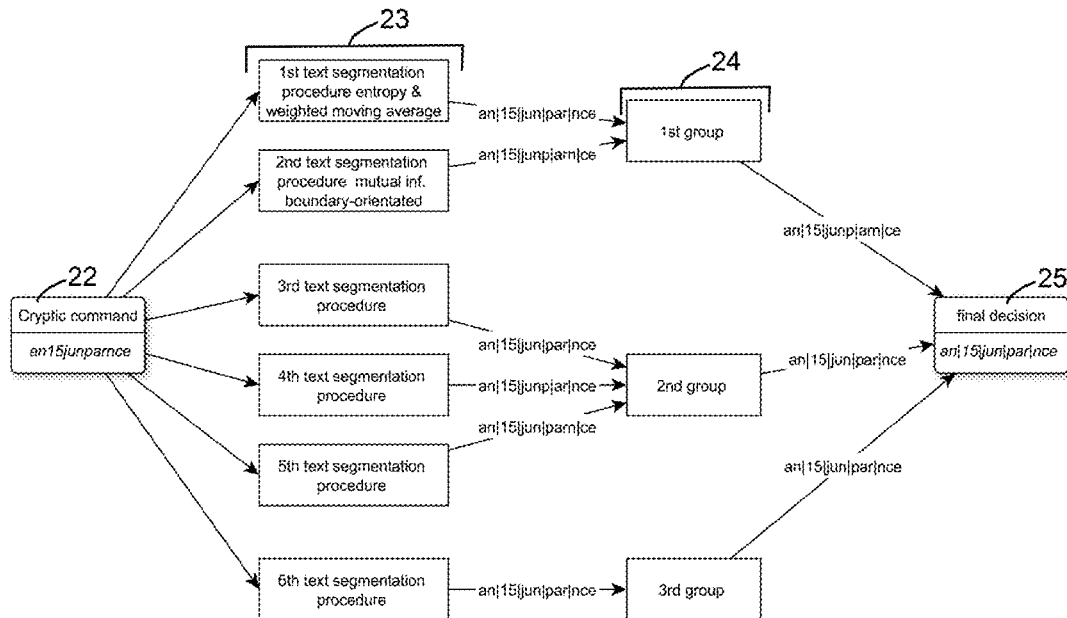 23
1st text segmentation
procedure entropy &
weighted moving average
an|15|jun|par|nce
24
1st group
2nd text segmentation
procedure mutual inf.
boundary-orientated
an|15|junp|arn|ce
an|15|junp|arn|ce
22
Cryptic command
an15junparnce
3rd text segmentation
procedure
an|15|jun|par|nce
4th text segmentation
procedure
an|15|junp|ar|nce
2nd group
an|15|jun|par|nce
25
final decision
an|15|jun|par|nce
5th text segmentation
procedure
an|15|jun|parn|ce
an|15|jun|par|nce
6th text segmentation
procedure
an|15|jun|par|nce
3rd group